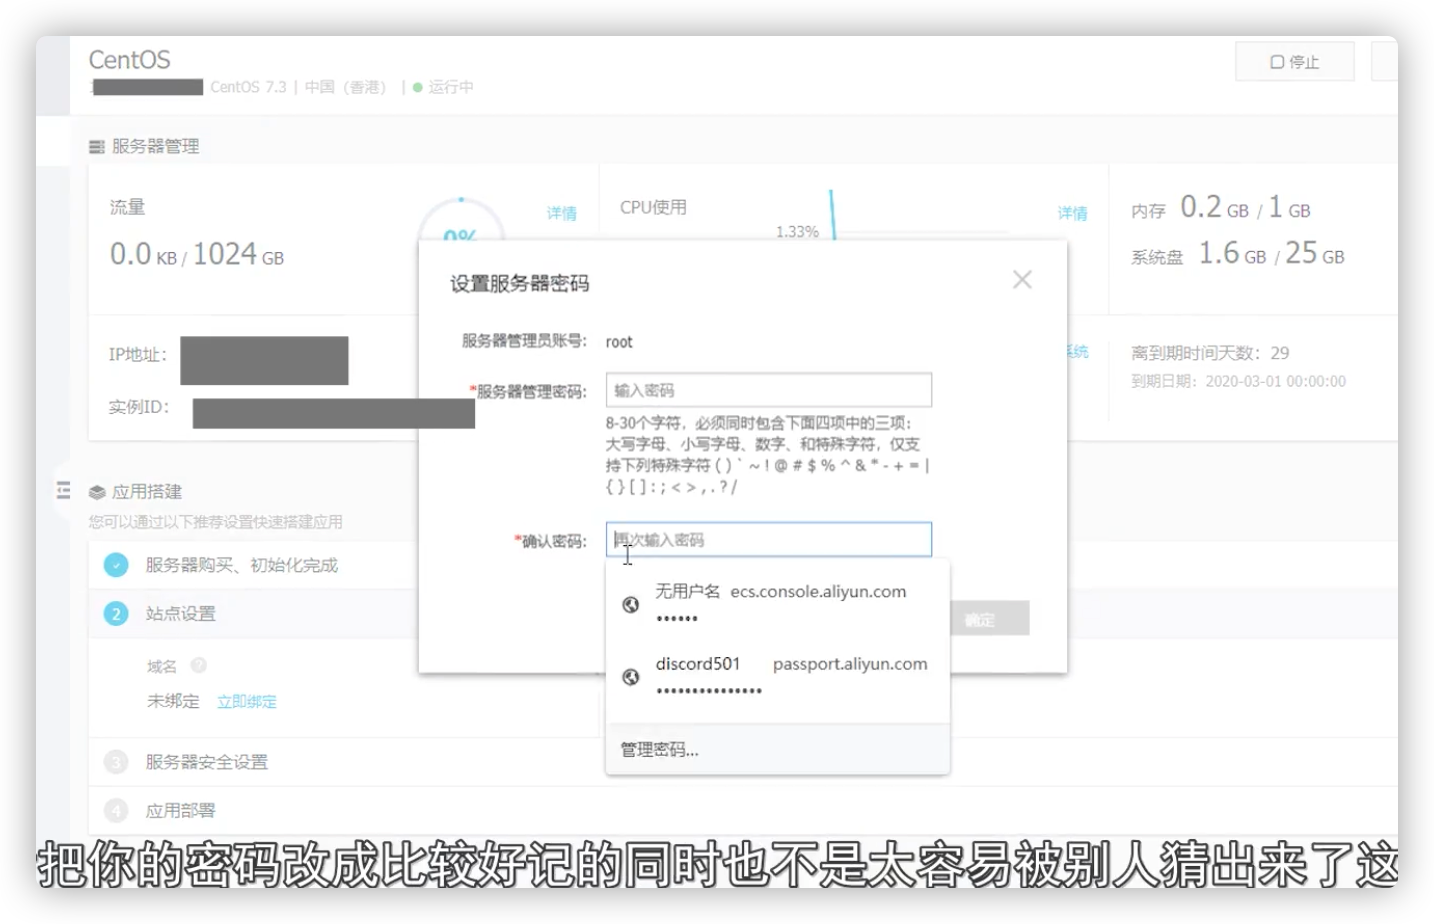 CentOS
CentOS 7.3 | 中国（香港） | 运行中
停止
服务器管理
流量
详情
0.0 KB / 1024 GB
0%
CPU使用
详情
1.33%
内存 0.2 GB / 1 GB
系统盘 1.6 GB / 25 GB
IP地址：
实例ID：
系统
离到期时间天数：29
到期日期：2020-03-01 00:00:00
设置服务器密码
服务器管理员账号： root
*服务器管理密码： 输入密码
8-30个字符，必须同时包含下面四项中的三项：
大写字母、小写字母、数字、和特殊字符，仅支
持下列特殊字符 ( ) ` ~ ! @ # $ % ^ & * - + = |
{ } [ ] : ; < > , . ? /
*确认密码： 再次输入密码
无用户名 ecs.console.aliyun.com
••••••
discord501 passport.aliyun.com
•••••••••••••••
管理密码...
确定
应用搭建
您可以通过以下推荐设置快速搭建应用
服务器购买、初始化完成
2 站点设置
域名 ?
未绑定 立即绑定
3 服务器安全设置
4 应用部署
把你的密码改成比较好记的同时也不是太容易被别人猜出来了这